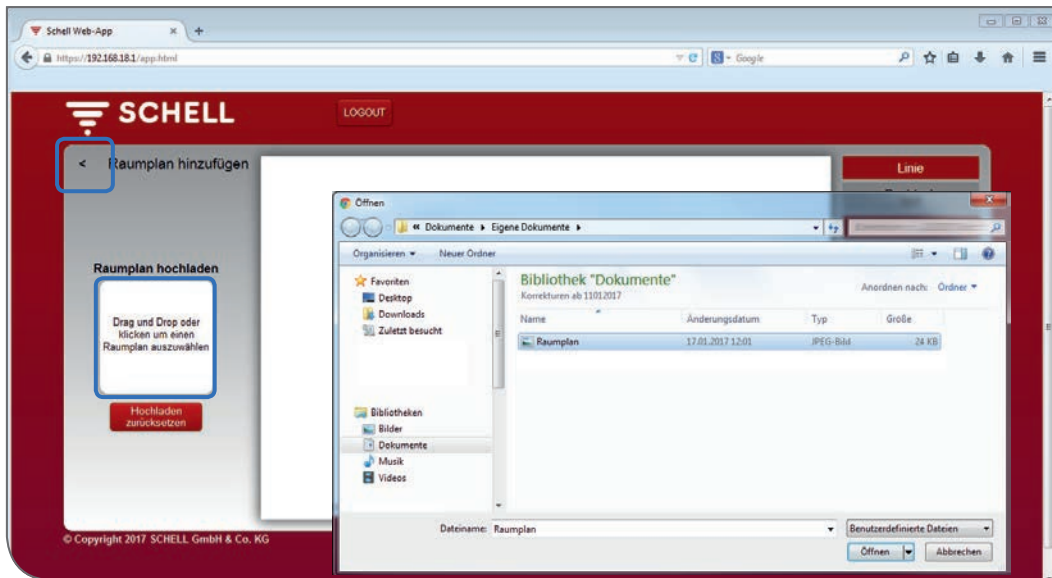 Schell Web-App
https://192.168.18.1/app.html
Google
SCHELL
LOGOUT
< Raumplan hinzufügen
Linie
Raumplan hochladen
Drag und Drop oder
klicken um einen
Raumplan auszuwählen
Hochladen
zurücksetzen
© Copyright 2017 SCHELL GmbH & Co. KG
Öffnen
« Dokumente Eigene Dokumente
Organisieren Neuer Ordner
Favoriten
Desktop
Downloads
Zuletzt besucht
Bibliotheken
Bilder
Dokumente
Musik
Videos
Bibliothek "Dokumente"
Korrekturen ab 11012017
Anordnen nach: Ordner
Name Änderungsdatum Typ Größe
Raumplan 17.01.2017 12:01 JPEG-Bild 24 KB
Dateiname: Raumplan
Benutzerdefinierte Dateien
Öffnen Abbrechen